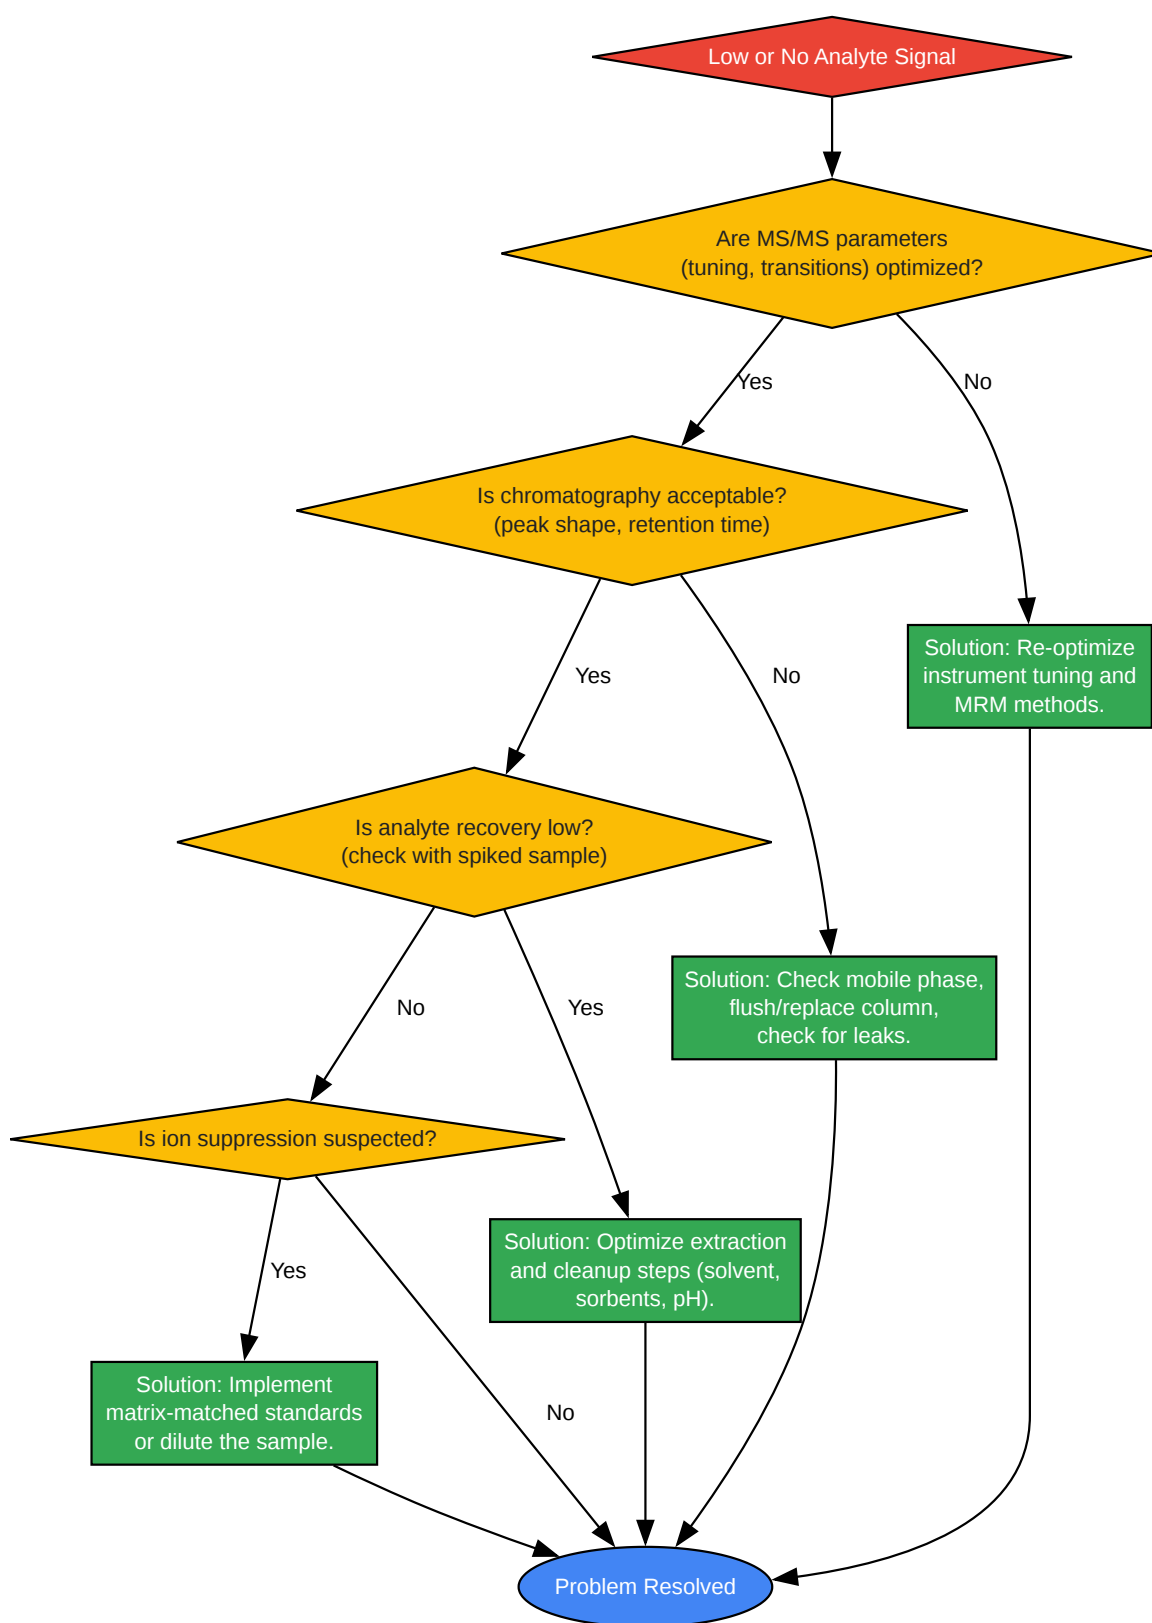 Low or No Analyte Signal
Are MS/MS parameters
(tuning, transitions) optimized?
Yes
No
Is chromatography acceptable?
(peak shape, retention time)
Solution: Re-optimize
instrument tuning and
MRM methods.
Yes
No
Is analyte recovery low?
(check with spiked sample)
Solution: Check mobile phase,
flush/replace column,
check for leaks.
No
Yes
Is ion suppression suspected?
Solution: Optimize extraction
and cleanup steps (solvent,
sorbents, pH).
Yes
No
Solution: Implement
matrix-matched standards
or dilute the sample.
Problem Resolved